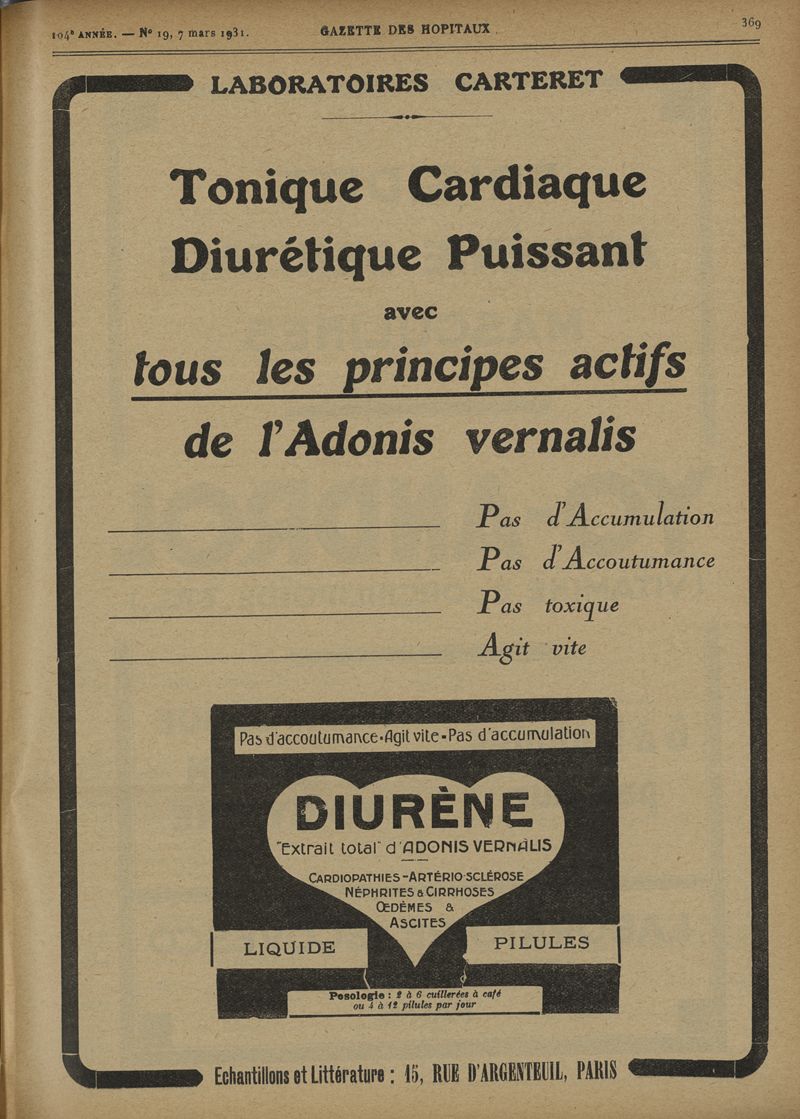 104e ANNÉE. — No 19, 7 mars 1931. GAZETTE DES HOPITAUX 369
LABORATOIRES CARTERET
Tonique Cardiaque
Diurétique Puissant
avec
tous les principes actifs
de l'Adonis vernalis
Pas d'Accumulation
Pas d'Accoutumance
Pas toxique
Agit vite
Pas d'accoutumance-Agit vite-Pas d'accumulation
DIURÈNE
"Extrait total" d'ADONIS VERNALIS
CARDIOPATHIES-ARTÉRIO-SCLÉROSE
NÉPHRITES & CIRRHOSES
ŒDÈMES &
ASCITES
LIQUIDE PILULES
Posologie : 2 à 6 cuillerées à café
ou 4 à 12 pilules par jour
Echantillons et Littérature : 15, RUE D'ARGENTEUIL, PARIS